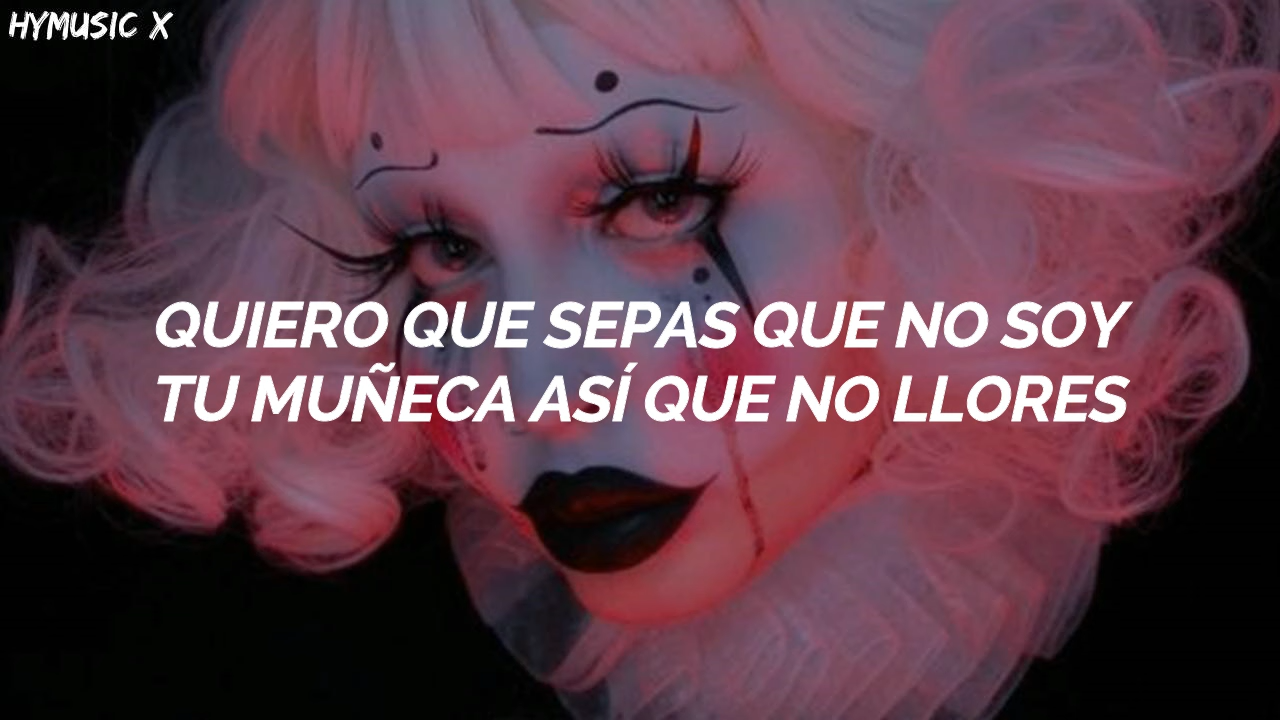 HYMUSIC X
QUIERO QUE SEPAS QUE NO SOY
TU MUÑECA ASÍ QUE NO LLORES